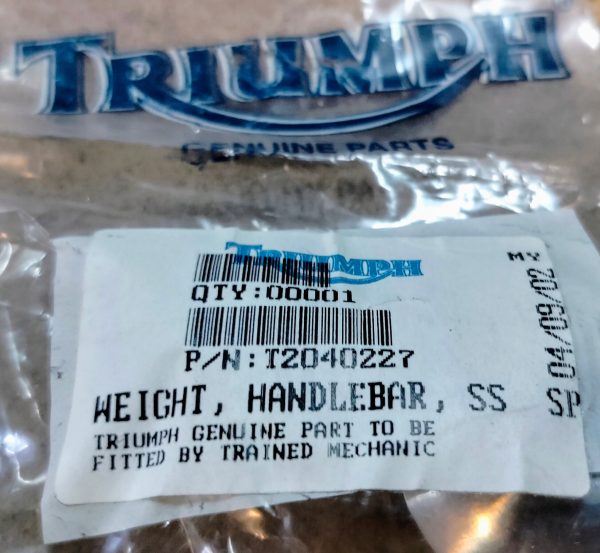 TRIUMPH
GENUINE PARTS
TRIUMPH
QTY:00001
P/N:T2040227
WEIGHT, HANDLEBAR, SS SP
TRIUMPH GENUINE PART TO BE
FITTED BY TRAINED MECHANIC
MY
04/09/02